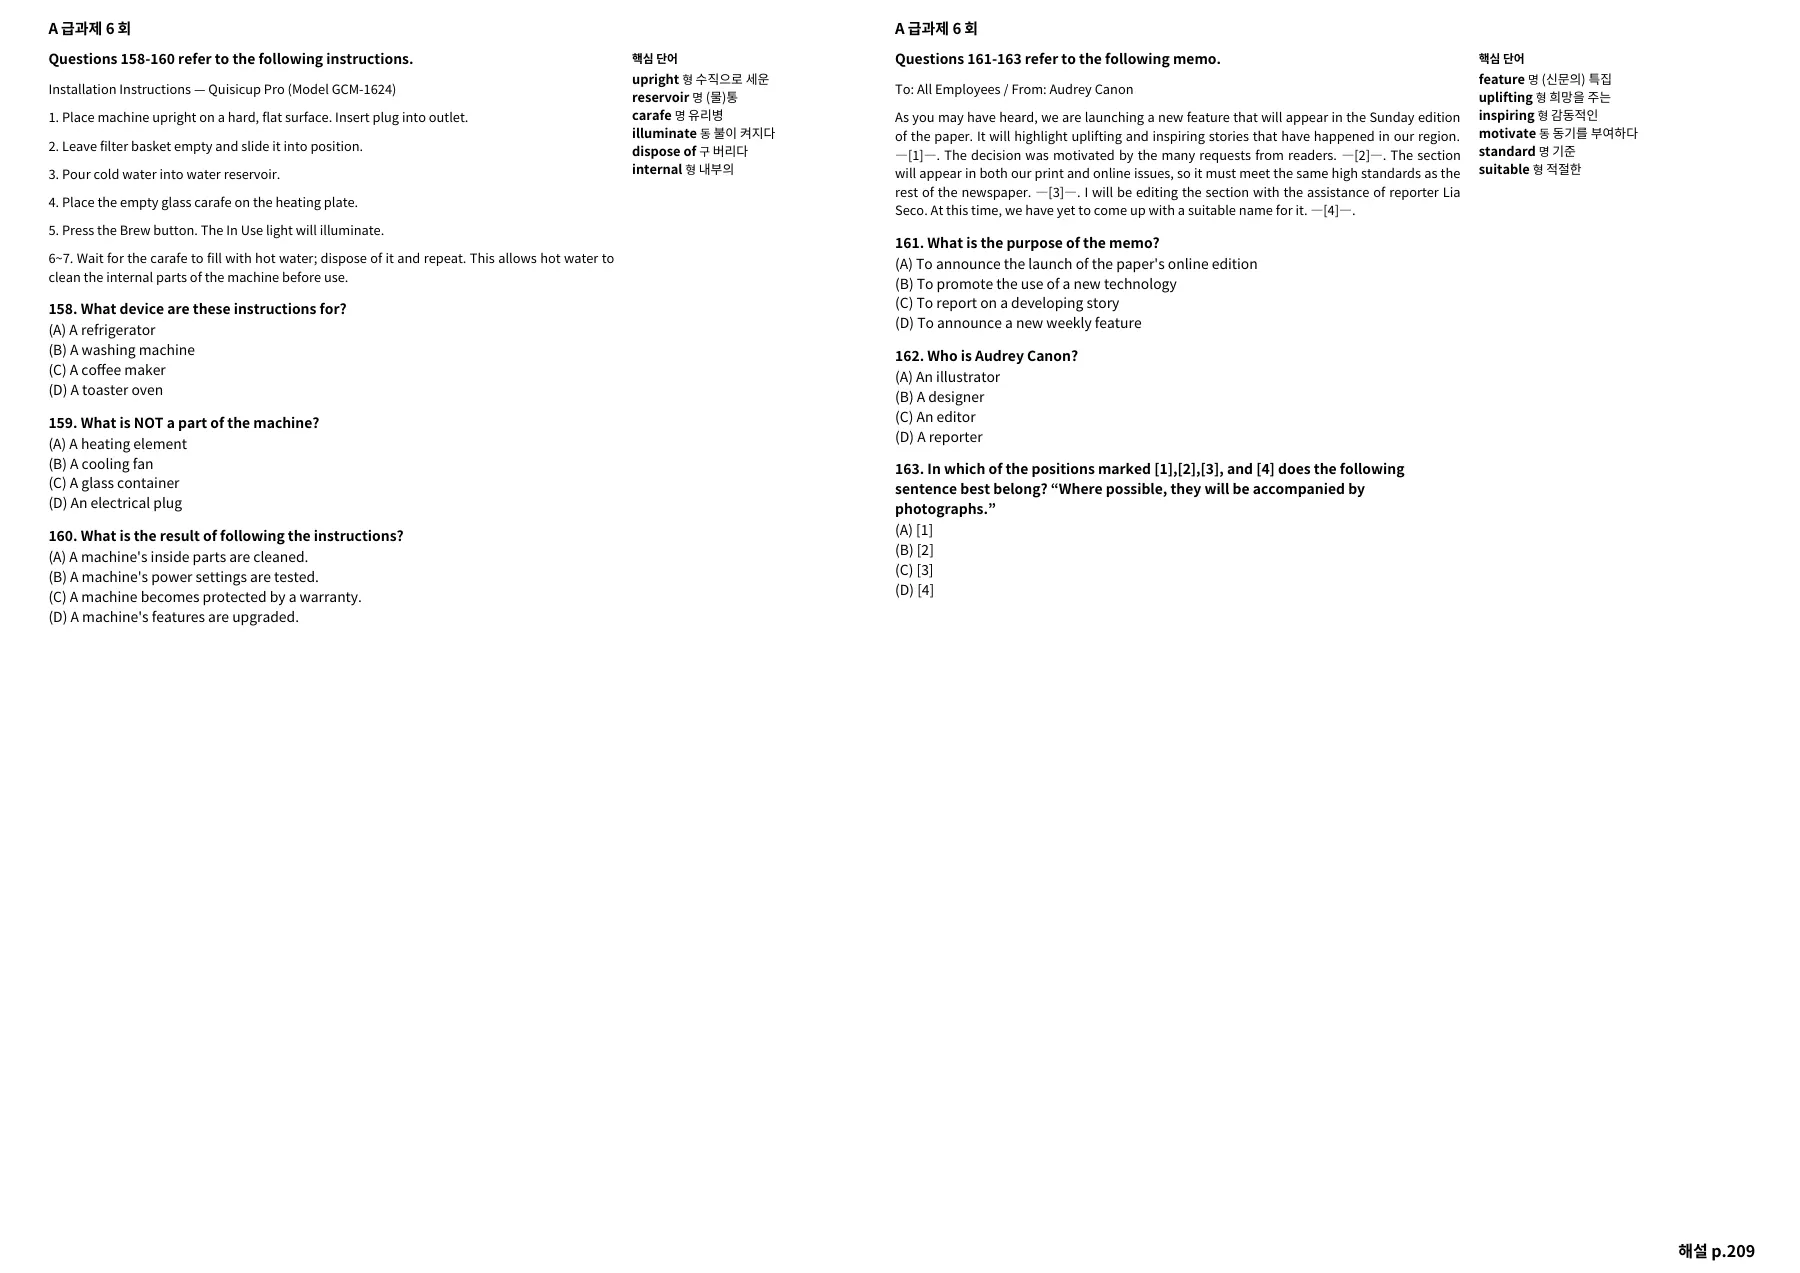 A 급과제 6 회
Questions 158-160 refer to the following instructions.
Installation Instructions — Quisicup Pro (Model GCM-1624)
1. Place machine upright on a hard, flat surface. Insert plug into outlet.
2. Leave filter basket empty and slide it into position.
3. Pour cold water into water reservoir.
4. Place the empty glass carafe on the heating plate.
5. Press the Brew button. The In Use light will illuminate.
6~7. Wait for the carafe to fill with hot water; dispose of it and repeat. This allows hot water to
clean the internal parts of the machine before use.
158. What device are these instructions for?
(A) A refrigerator
(B) A washing machine
(C) A coffee maker
(D) A toaster oven
159. What is NOT a part of the machine?
(A) A heating element
(B) A cooling fan
(C) A glass container
(D) An electrical plug
160. What is the result of following the instructions?
(A) A machine's inside parts are cleaned.
(B) A machine's power settings are tested.
(C) A machine becomes protected by a warranty.
(D) A machine's features are upgraded.
핵심 단어
upright 형 수직으로 세운
reservoir 명 (물)통
carafe 명 유리병
illuminate 동 불이 켜지다
dispose of 구 버리다
internal 형 내부의
A 급과제 6 회
Questions 161-163 refer to the following memo.
To: All Employees / From: Audrey Canon
As you may have heard, we are launching a new feature that will appear in the Sunday edition
of the paper. It will highlight uplifting and inspiring stories that have happened in our region.
—[1]—. The decision was motivated by the many requests from readers. —[2]—. The section
will appear in both our print and online issues, so it must meet the same high standards as the
rest of the newspaper. —[3]—. I will be editing the section with the assistance of reporter Lia
Seco. At this time, we have yet to come up with a suitable name for it. —[4]—.
161. What is the purpose of the memo?
(A) To announce the launch of the paper's online edition
(B) To promote the use of a new technology
(C) To report on a developing story
(D) To announce a new weekly feature
162. Who is Audrey Canon?
(A) An illustrator
(B) A designer
(C) An editor
(D) A reporter
163. In which of the positions marked [1],[2],[3], and [4] does the following
sentence best belong? “Where possible, they will be accompanied by
photographs.”
(A) [1]
(B) [2]
(C) [3]
(D) [4]
핵심 단어
feature 명 (신문의) 특집
uplifting 형 희망을 주는
inspiring 형 감동적인
motivate 동 동기를 부여하다
standard 명 기준
suitable 형 적절한
해설 p.209